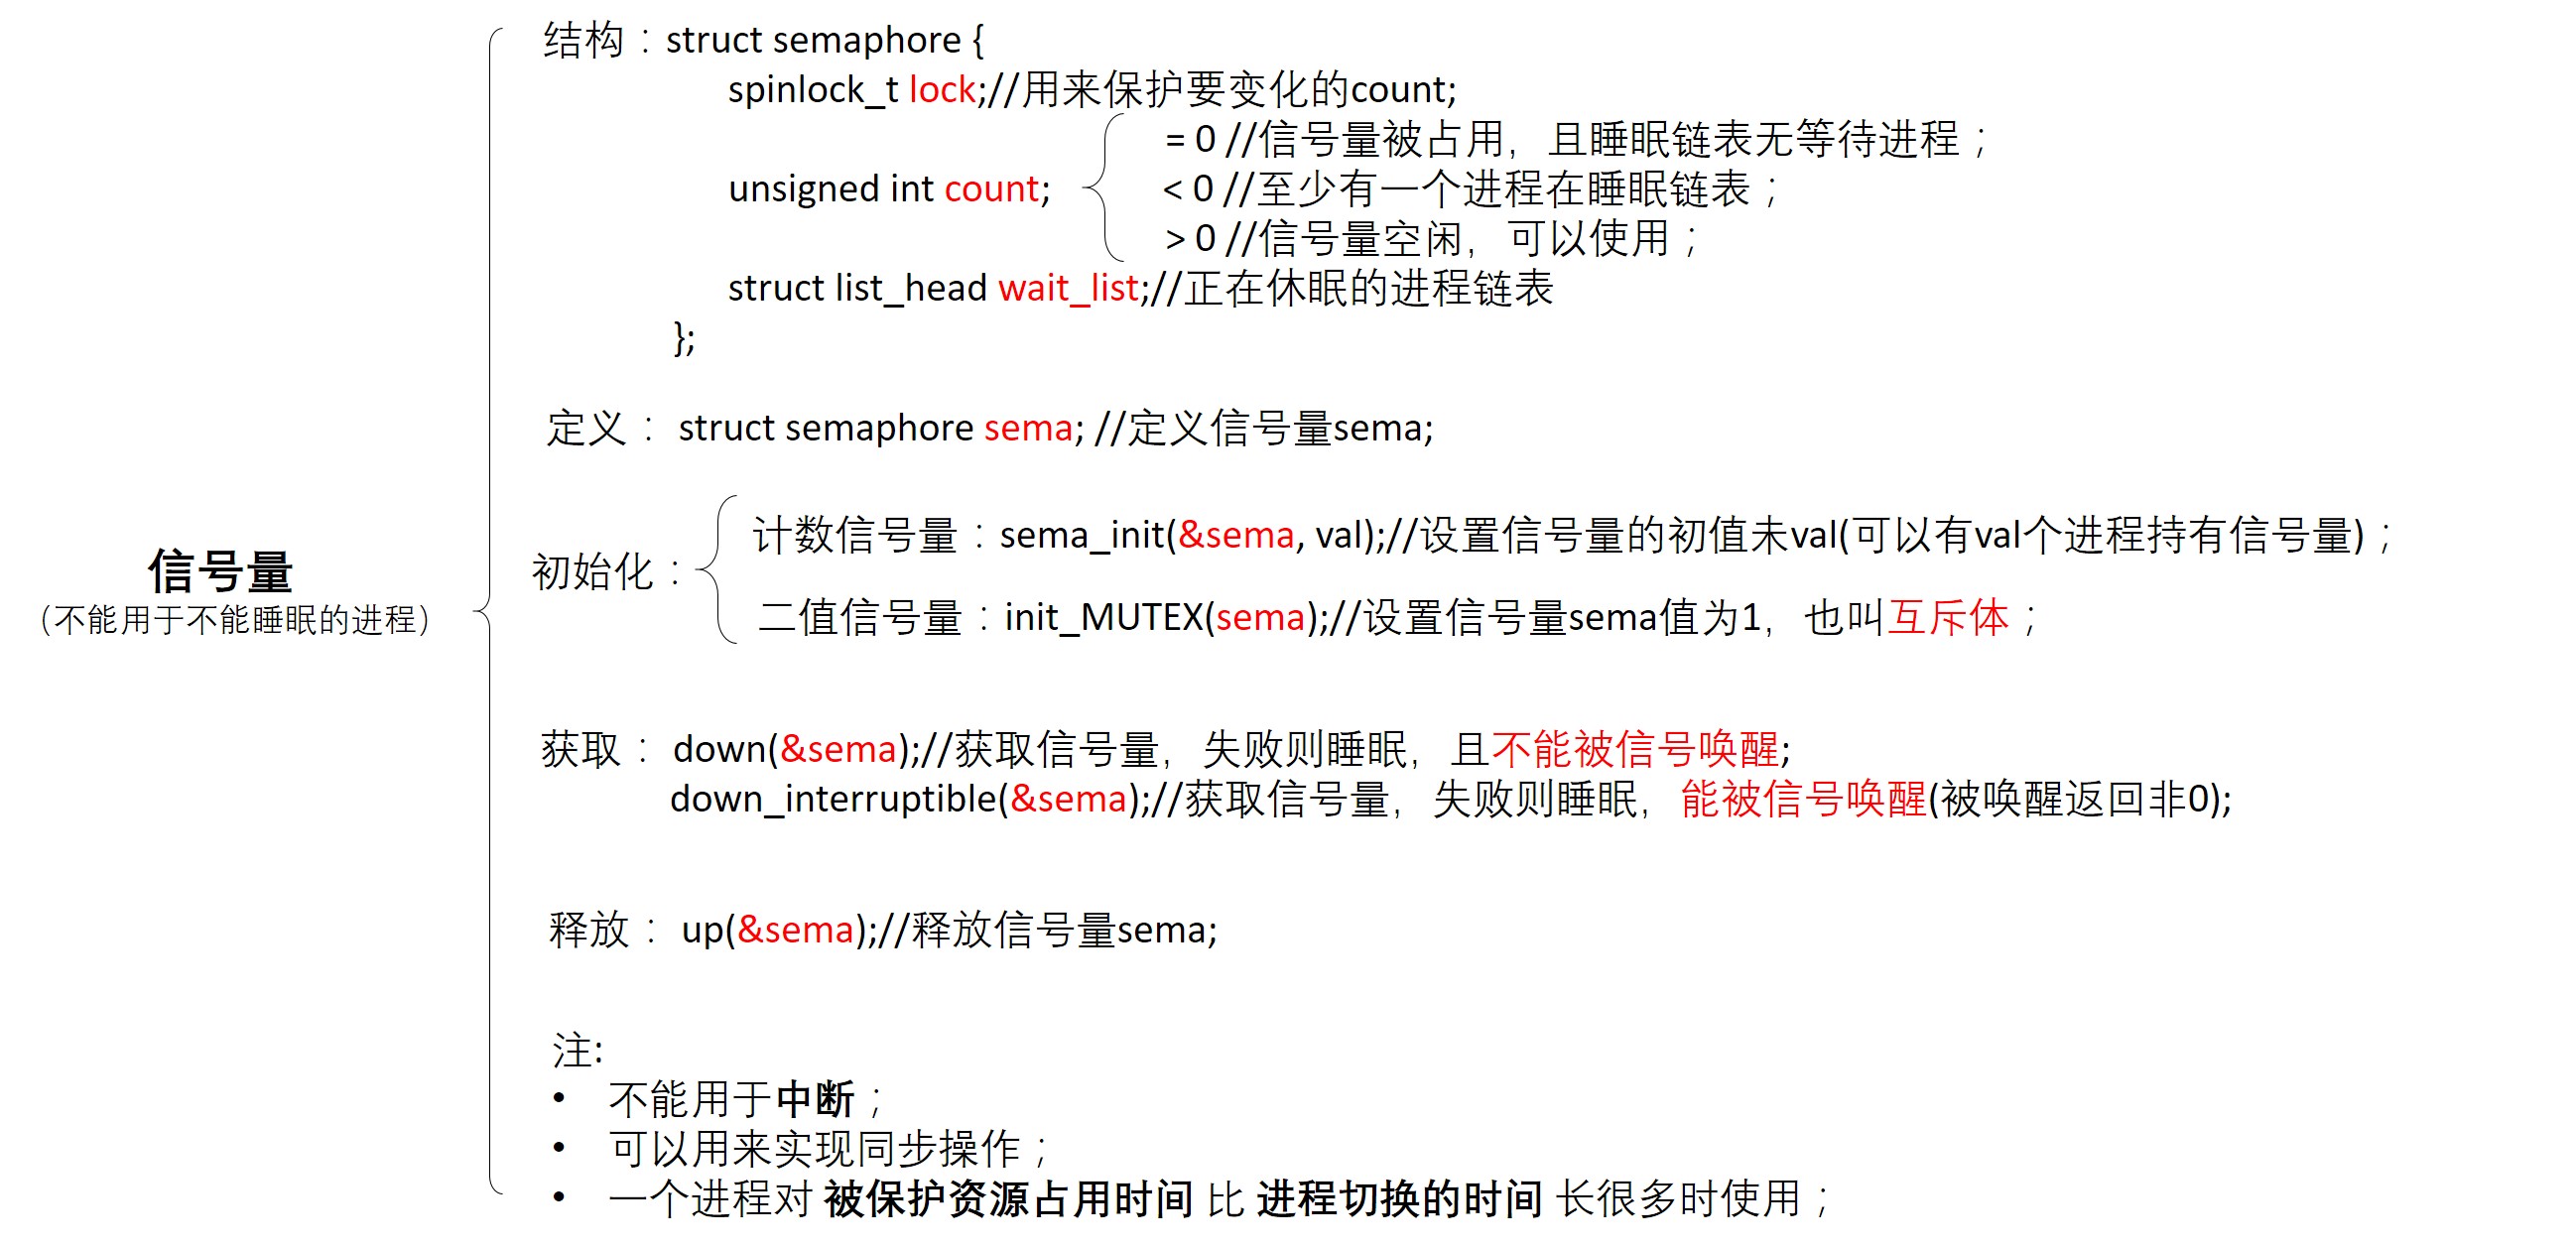 结构：struct semaphore {
spinlock_t lock;//用来保护要变化的count;
= 0 //信号量被占用，且睡眠链表无等待进程；
unsigned int count;
< 0 //至少有一个进程在睡眠链表；
> 0 //信号量空闲，可以使用；
struct list_head wait_list;//正在休眠的进程链表
};
定义： struct semaphore sema; //定义信号量sema;
计数信号量：sema_init(&sema, val);//设置信号量的初值未val(可以有val个进程持有信号量)；
初始化：
二值信号量：init_MUTEX(sema);//设置信号量sema值为1，也叫互斥体；
信号量
（不能用于不能睡眠的进程）
获取： down(&sema);//获取信号量，失败则睡眠，且不能被信号唤醒;
down_interruptible(&sema);//获取信号量，失败则睡眠，能被信号唤醒(被唤醒返回非0);
释放： up(&sema);//释放信号量sema;
注:
• 不能用于中断；
• 可以用来实现同步操作；
• 一个进程对 被保护资源占用时间 比 进程切换的时间 长很多时使用；